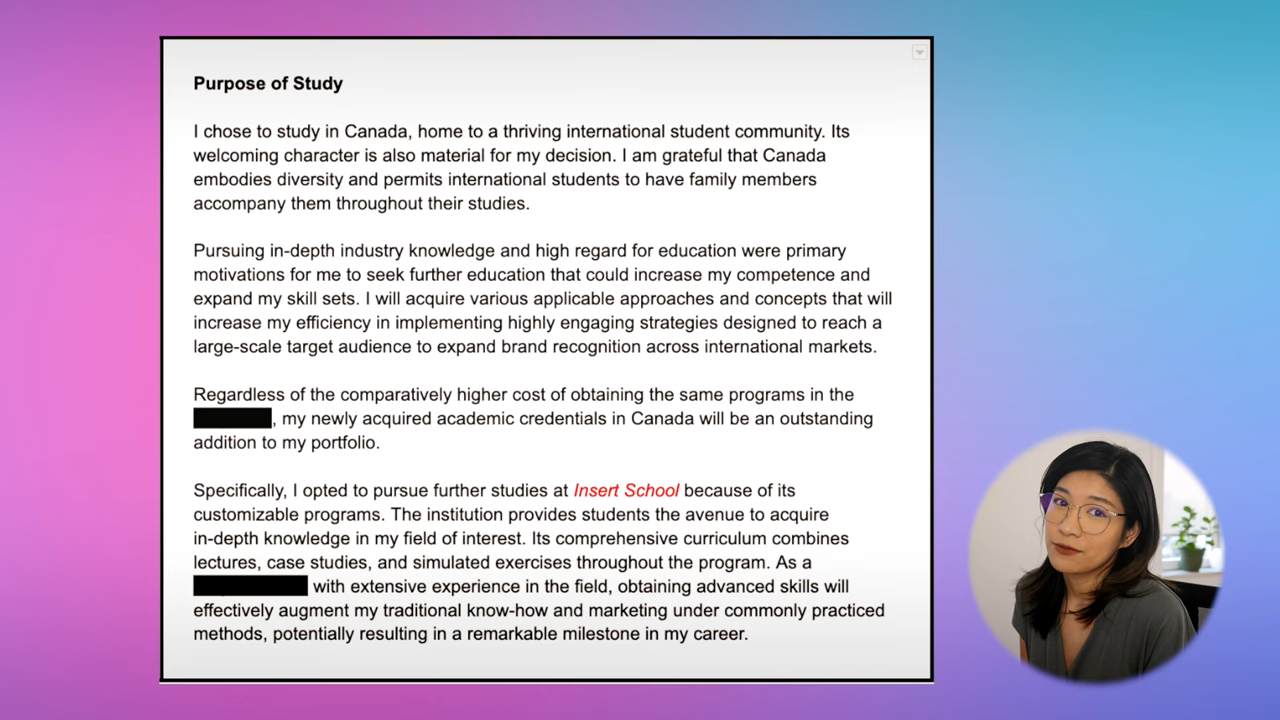 Purpose of Study
I chose to study in Canada, home to a thriving international student community. Its
welcoming character is also material for my decision. I am grateful that Canada
embodies diversity and permits international students to have family members
accompany them throughout their studies.
Pursuing in-depth industry knowledge and high regard for education were primary
motivations for me to seek further education that could increase my competence and
expand my skill sets. I will acquire various applicable approaches and concepts that will
increase my efficiency in implementing highly engaging strategies designed to reach a
large-scale target audience to expand brand recognition across international markets.
Regardless of the comparatively higher cost of obtaining the same programs in the
, my newly acquired academic credentials in Canada will be an outstanding
addition to my portfolio.
Specifically, I opted to pursue further studies at Insert School because of its
customizable programs. The institution provides students the avenue to acquire
in-depth knowledge in my field of interest. Its comprehensive curriculum combines
lectures, case studies, and simulated exercises throughout the program. As a
with extensive experience in the field, obtaining advanced skills will
effectively augment my traditional know-how and marketing under commonly practiced
methods, potentially resulting in a remarkable milestone in my career.